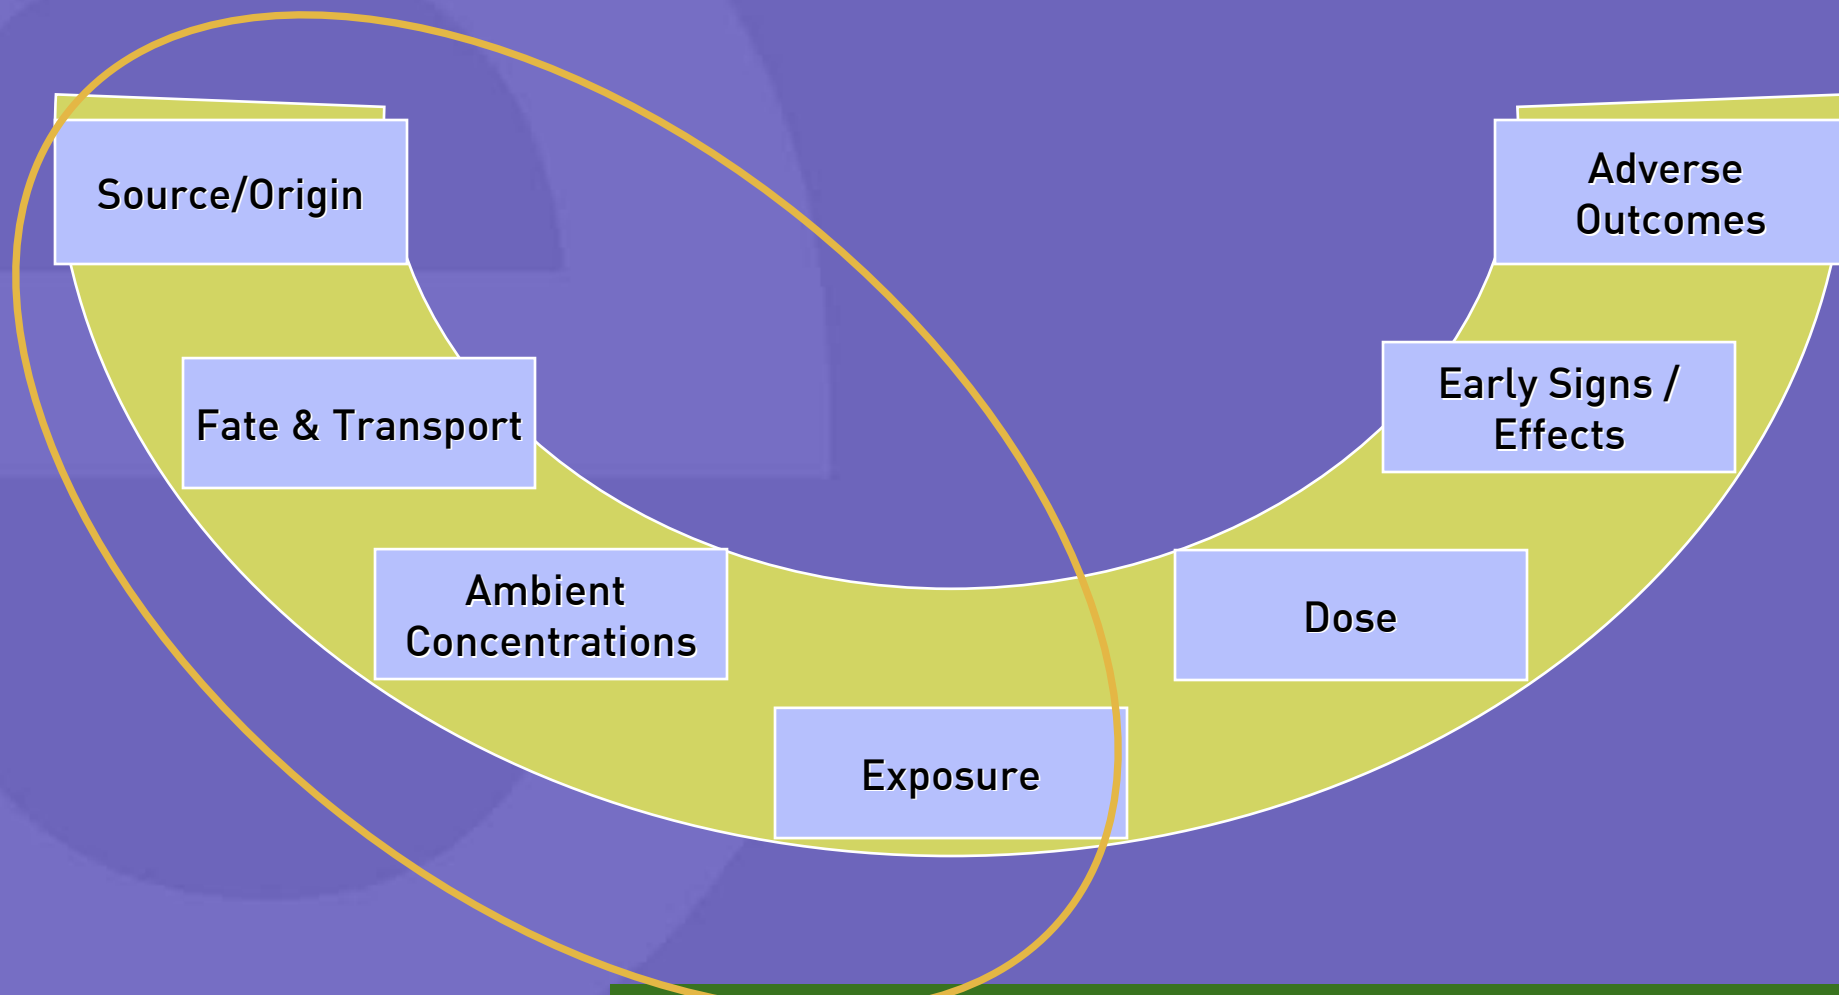 Source/Origin
Fate & Transport
Ambient
Concentrations
Exposure
Dose
Early Signs /
Effects
Adverse
Outcomes